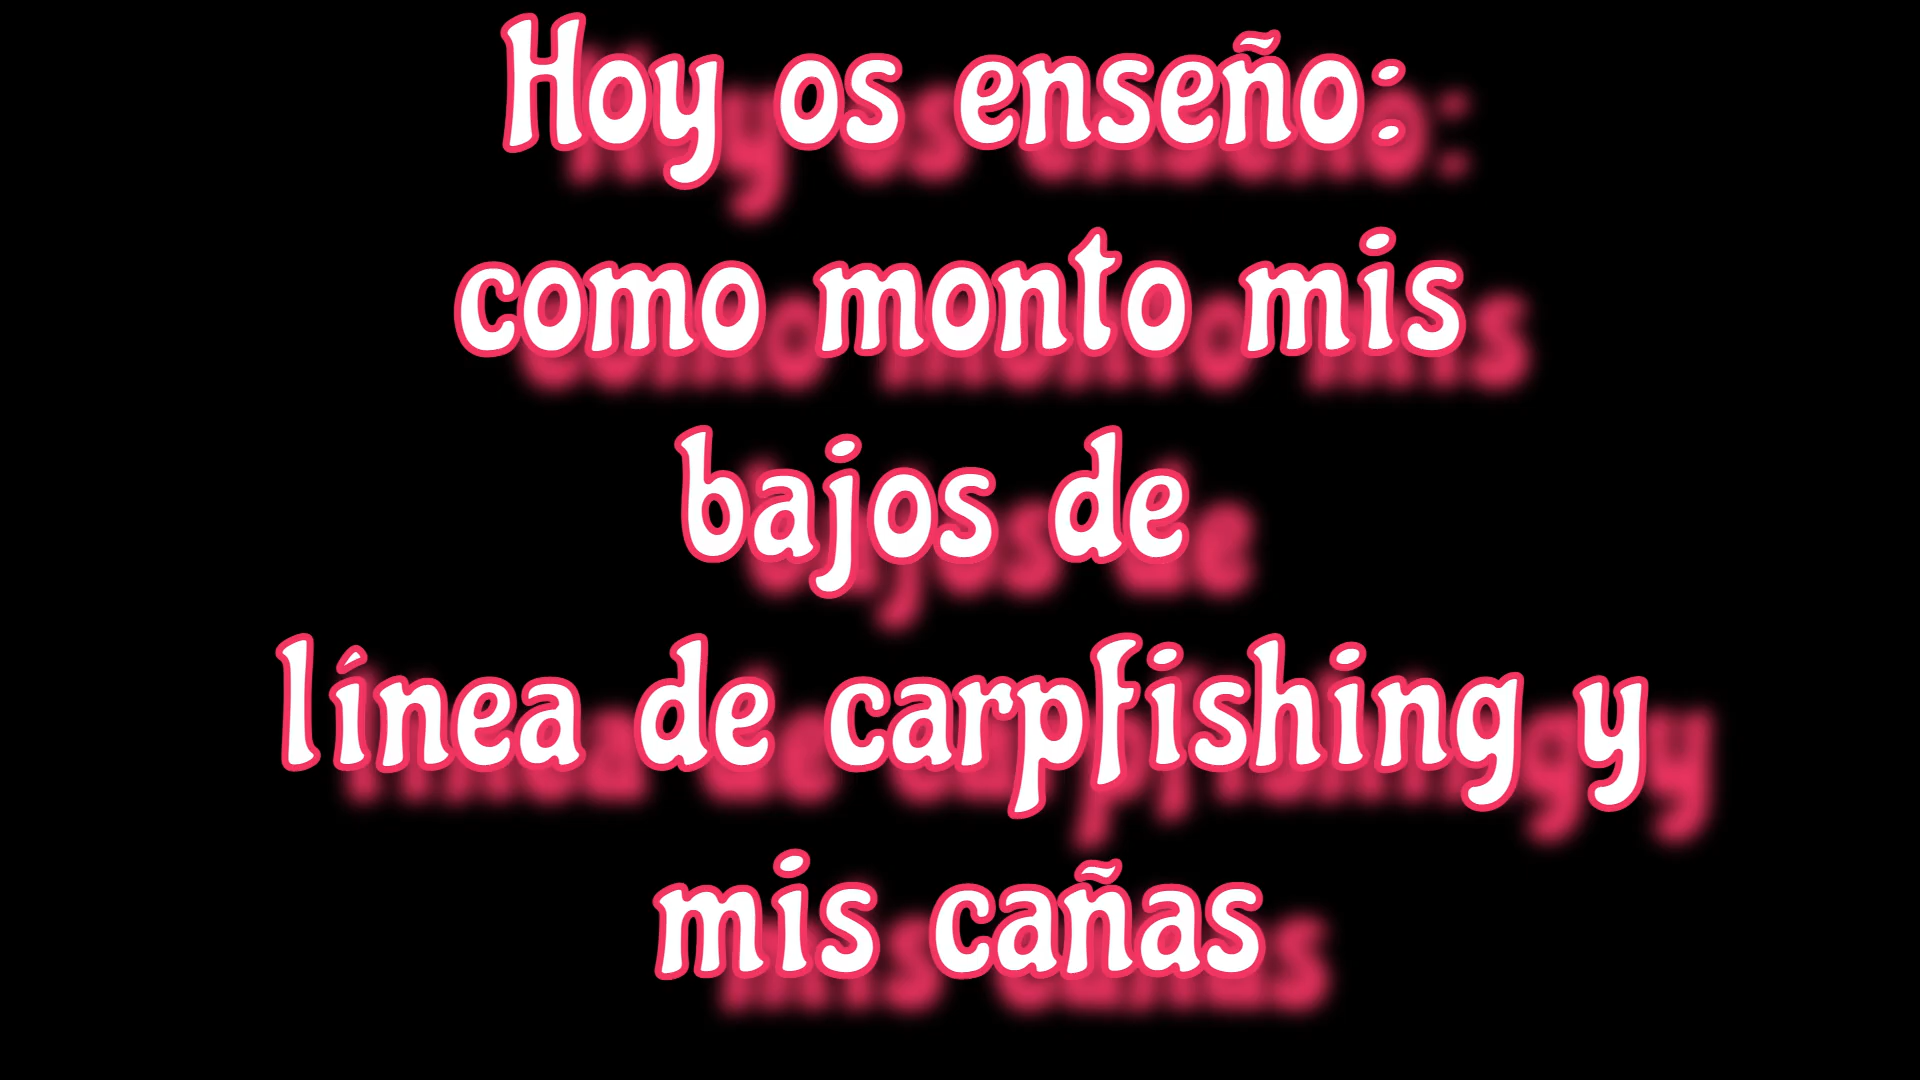 Hoy os enseño:
como monto mis
bajos de
línea de carpfishing y
mis cañas